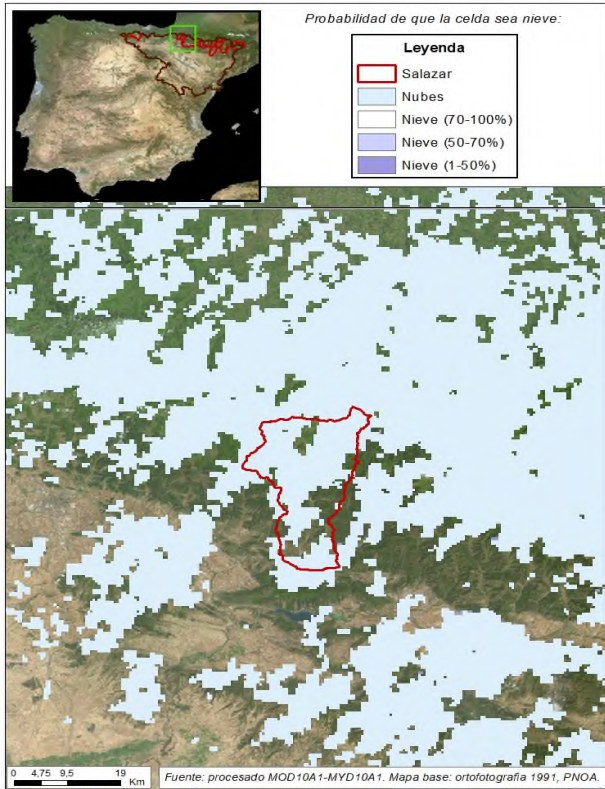 Probabilidad de que la celda sea nieve:
Leyenda
Salazar
Nubes
Nieve (70-100%)
Nieve (50-70%)
Nieve (1-50%)
0 4,75 9,5 19
Km
Fuente: procesado MOD10A1-MYD10A1. Mapa base: ortofotografía 1991, PNOA.